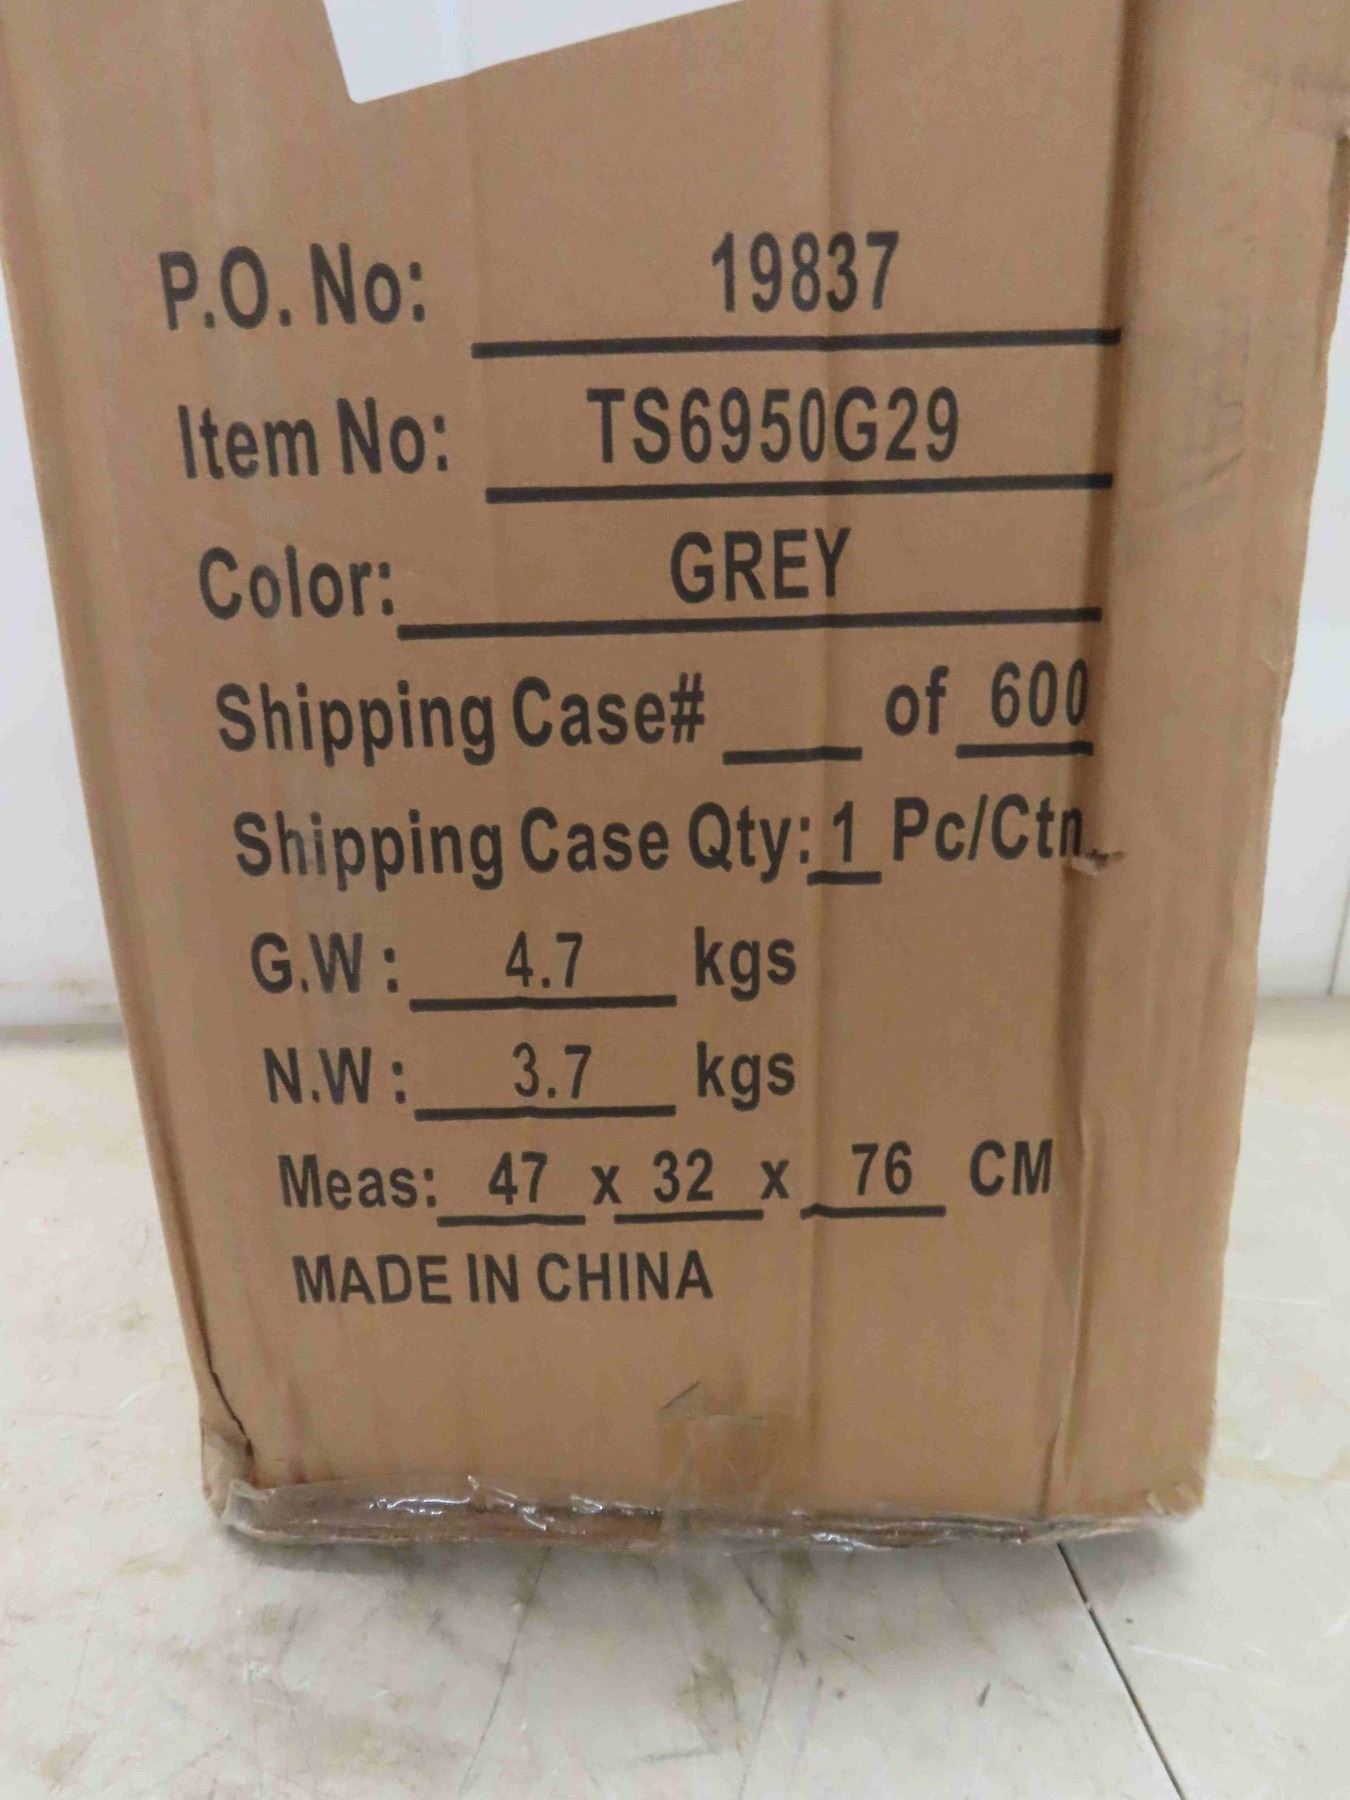 P.O. No: 19837
Item No: TS6950G29
Color: GREY
Shipping Case# ___ of 600
Shipping Case Qty: 1 Pc/Ctn
G.W: 4.7 kgs
N.W: 3.7 kgs
Meas: 47 x 32 x 76 CM
MADE IN CHINA